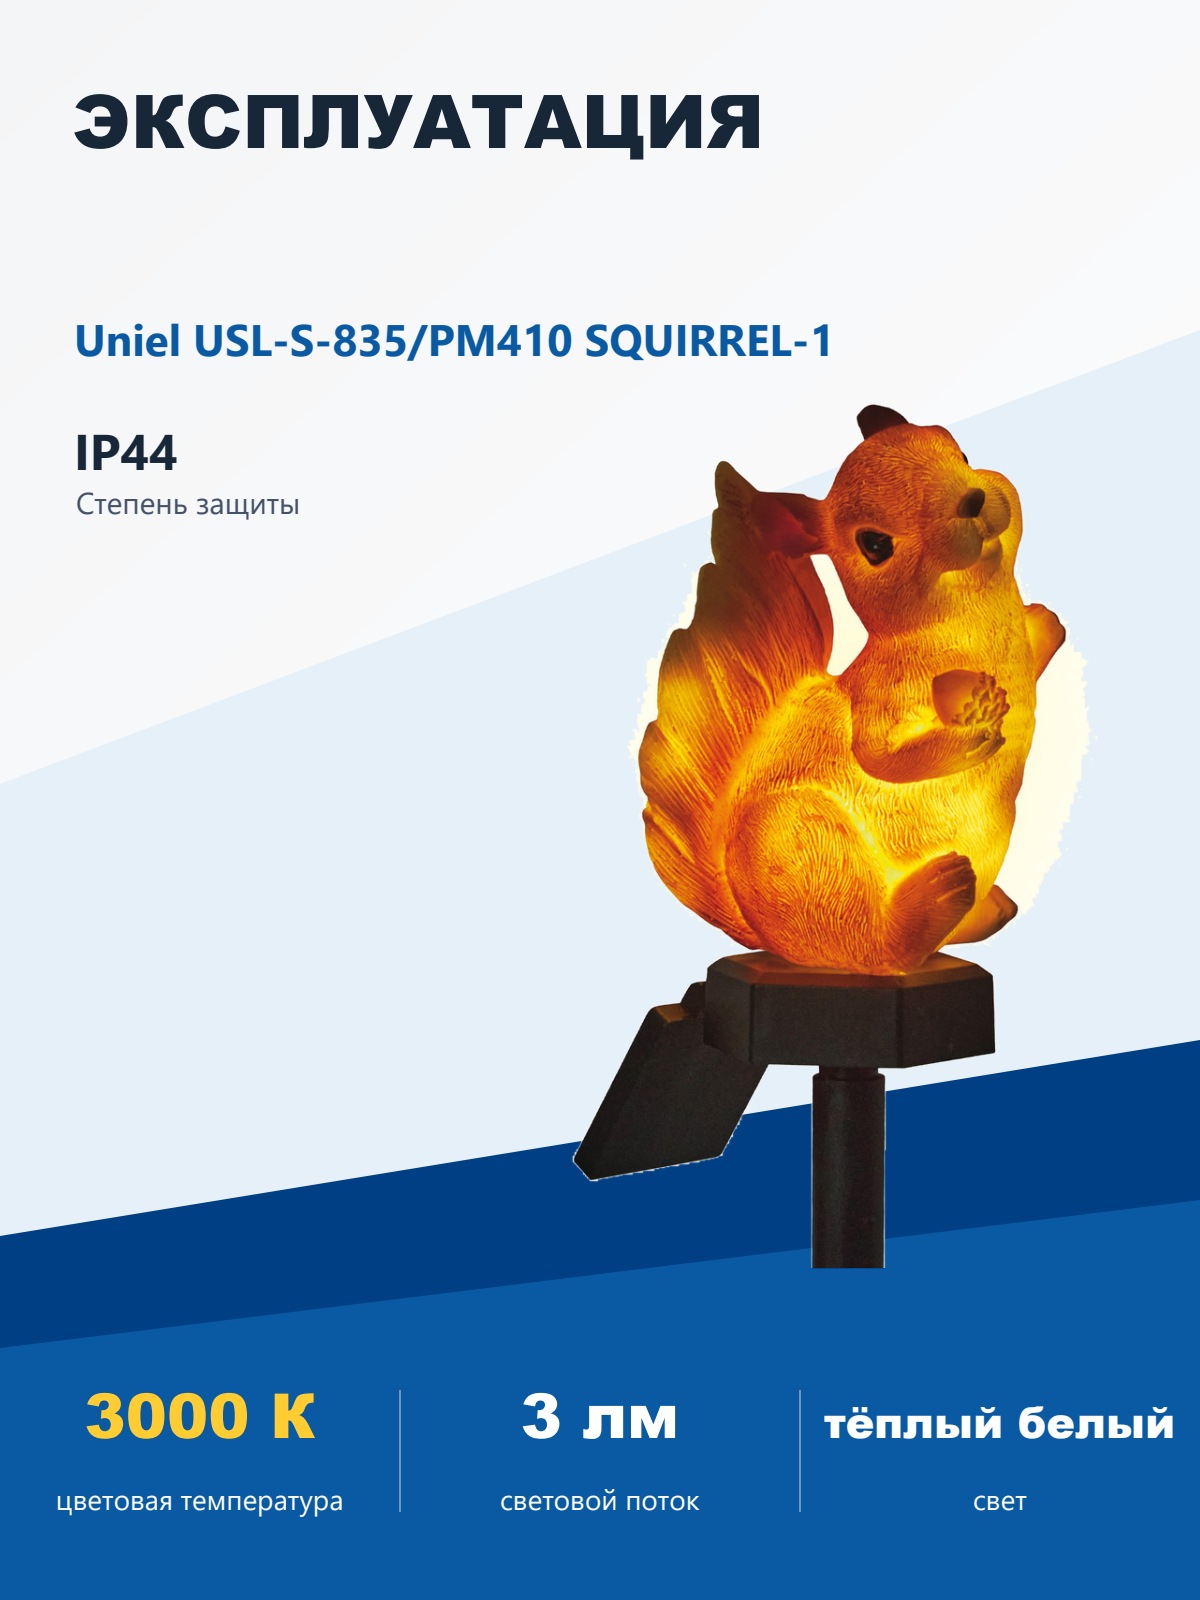 ЭКСПЛУАТАЦИЯ
Uniel USL-S-835/PM410 SQUIRREL-1
IP44
Степень защиты
3000 К
цветовая температура
3 лм
световой поток
тёплый белый
свет